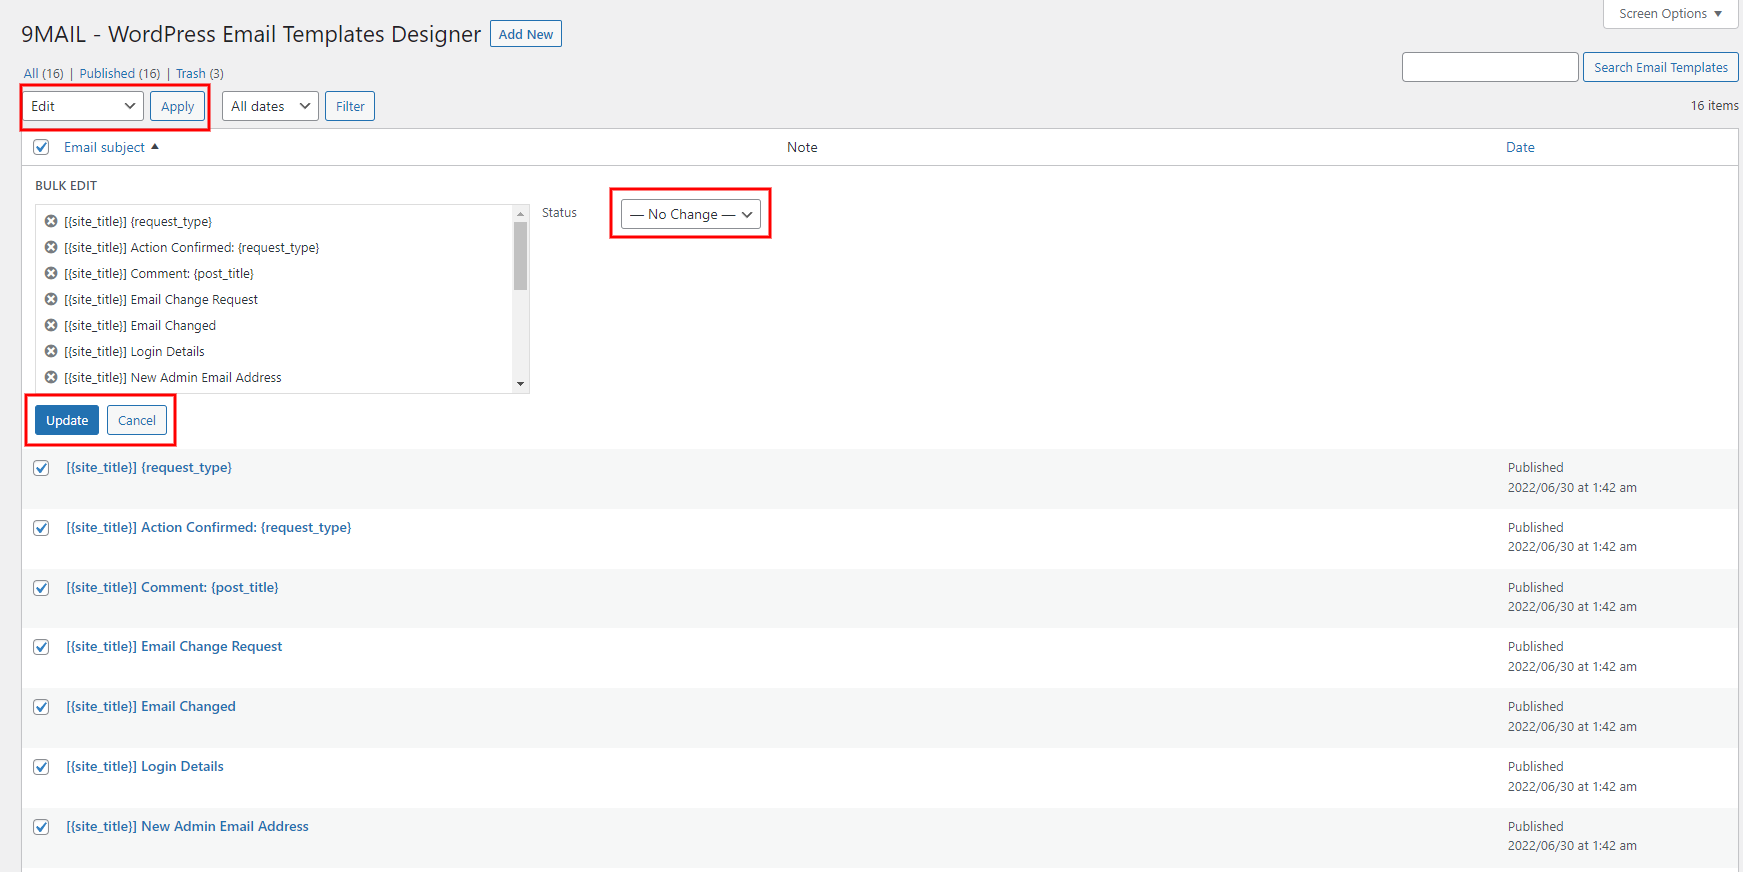 Screen Options ▼
9MAIL - WordPress Email Templates Designer Add New
All (16) | Published (16) | Trash (3)
Search Email Templates
Edit Apply All dates Filter 16 items
Email subject Note Date
BULK EDIT
[{site_title}] {request_type}
[{site_title}] Action Confirmed: {request_type}
[{site_title}] Comment: {post_title}
[{site_title}] Email Change Request
[{site_title}] Email Changed
[{site_title}] Login Details
[{site_title}] New Admin Email Address
Status — No Change —
Update Cancel
[{site_title}] {request_type} Published
2022/06/30 at 1:42 am
[{site_title}] Action Confirmed: {request_type} Published
2022/06/30 at 1:42 am
[{site_title}] Comment: {post_title} Published
2022/06/30 at 1:42 am
[{site_title}] Email Change Request Published
2022/06/30 at 1:42 am
[{site_title}] Email Changed Published
2022/06/30 at 1:42 am
[{site_title}] Login Details Published
2022/06/30 at 1:42 am
[{site_title}] New Admin Email Address Published
2022/06/30 at 1:42 am